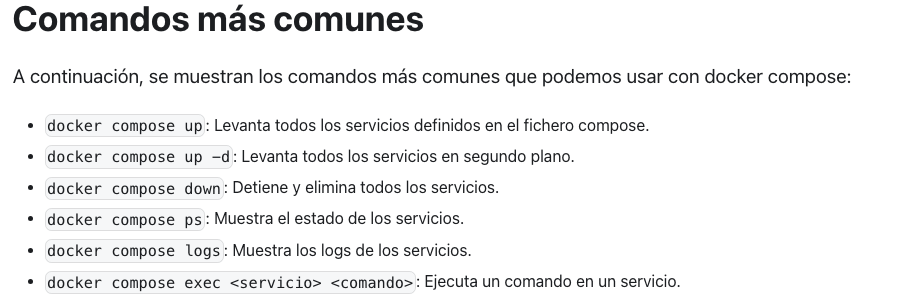 Comandos más comunes
A continuación, se muestran los comandos más comunes que podemos usar con docker compose:
• docker compose up: Levanta todos los servicios definidos en el fichero compose.
• docker compose up -d: Levanta todos los servicios en segundo plano.
• docker compose down: Detiene y elimina todos los servicios.
• docker compose ps: Muestra el estado de los servicios.
• docker compose logs: Muestra los logs de los servicios.
• docker compose exec <servicio> <comando>: Ejecuta un comando en un servicio.